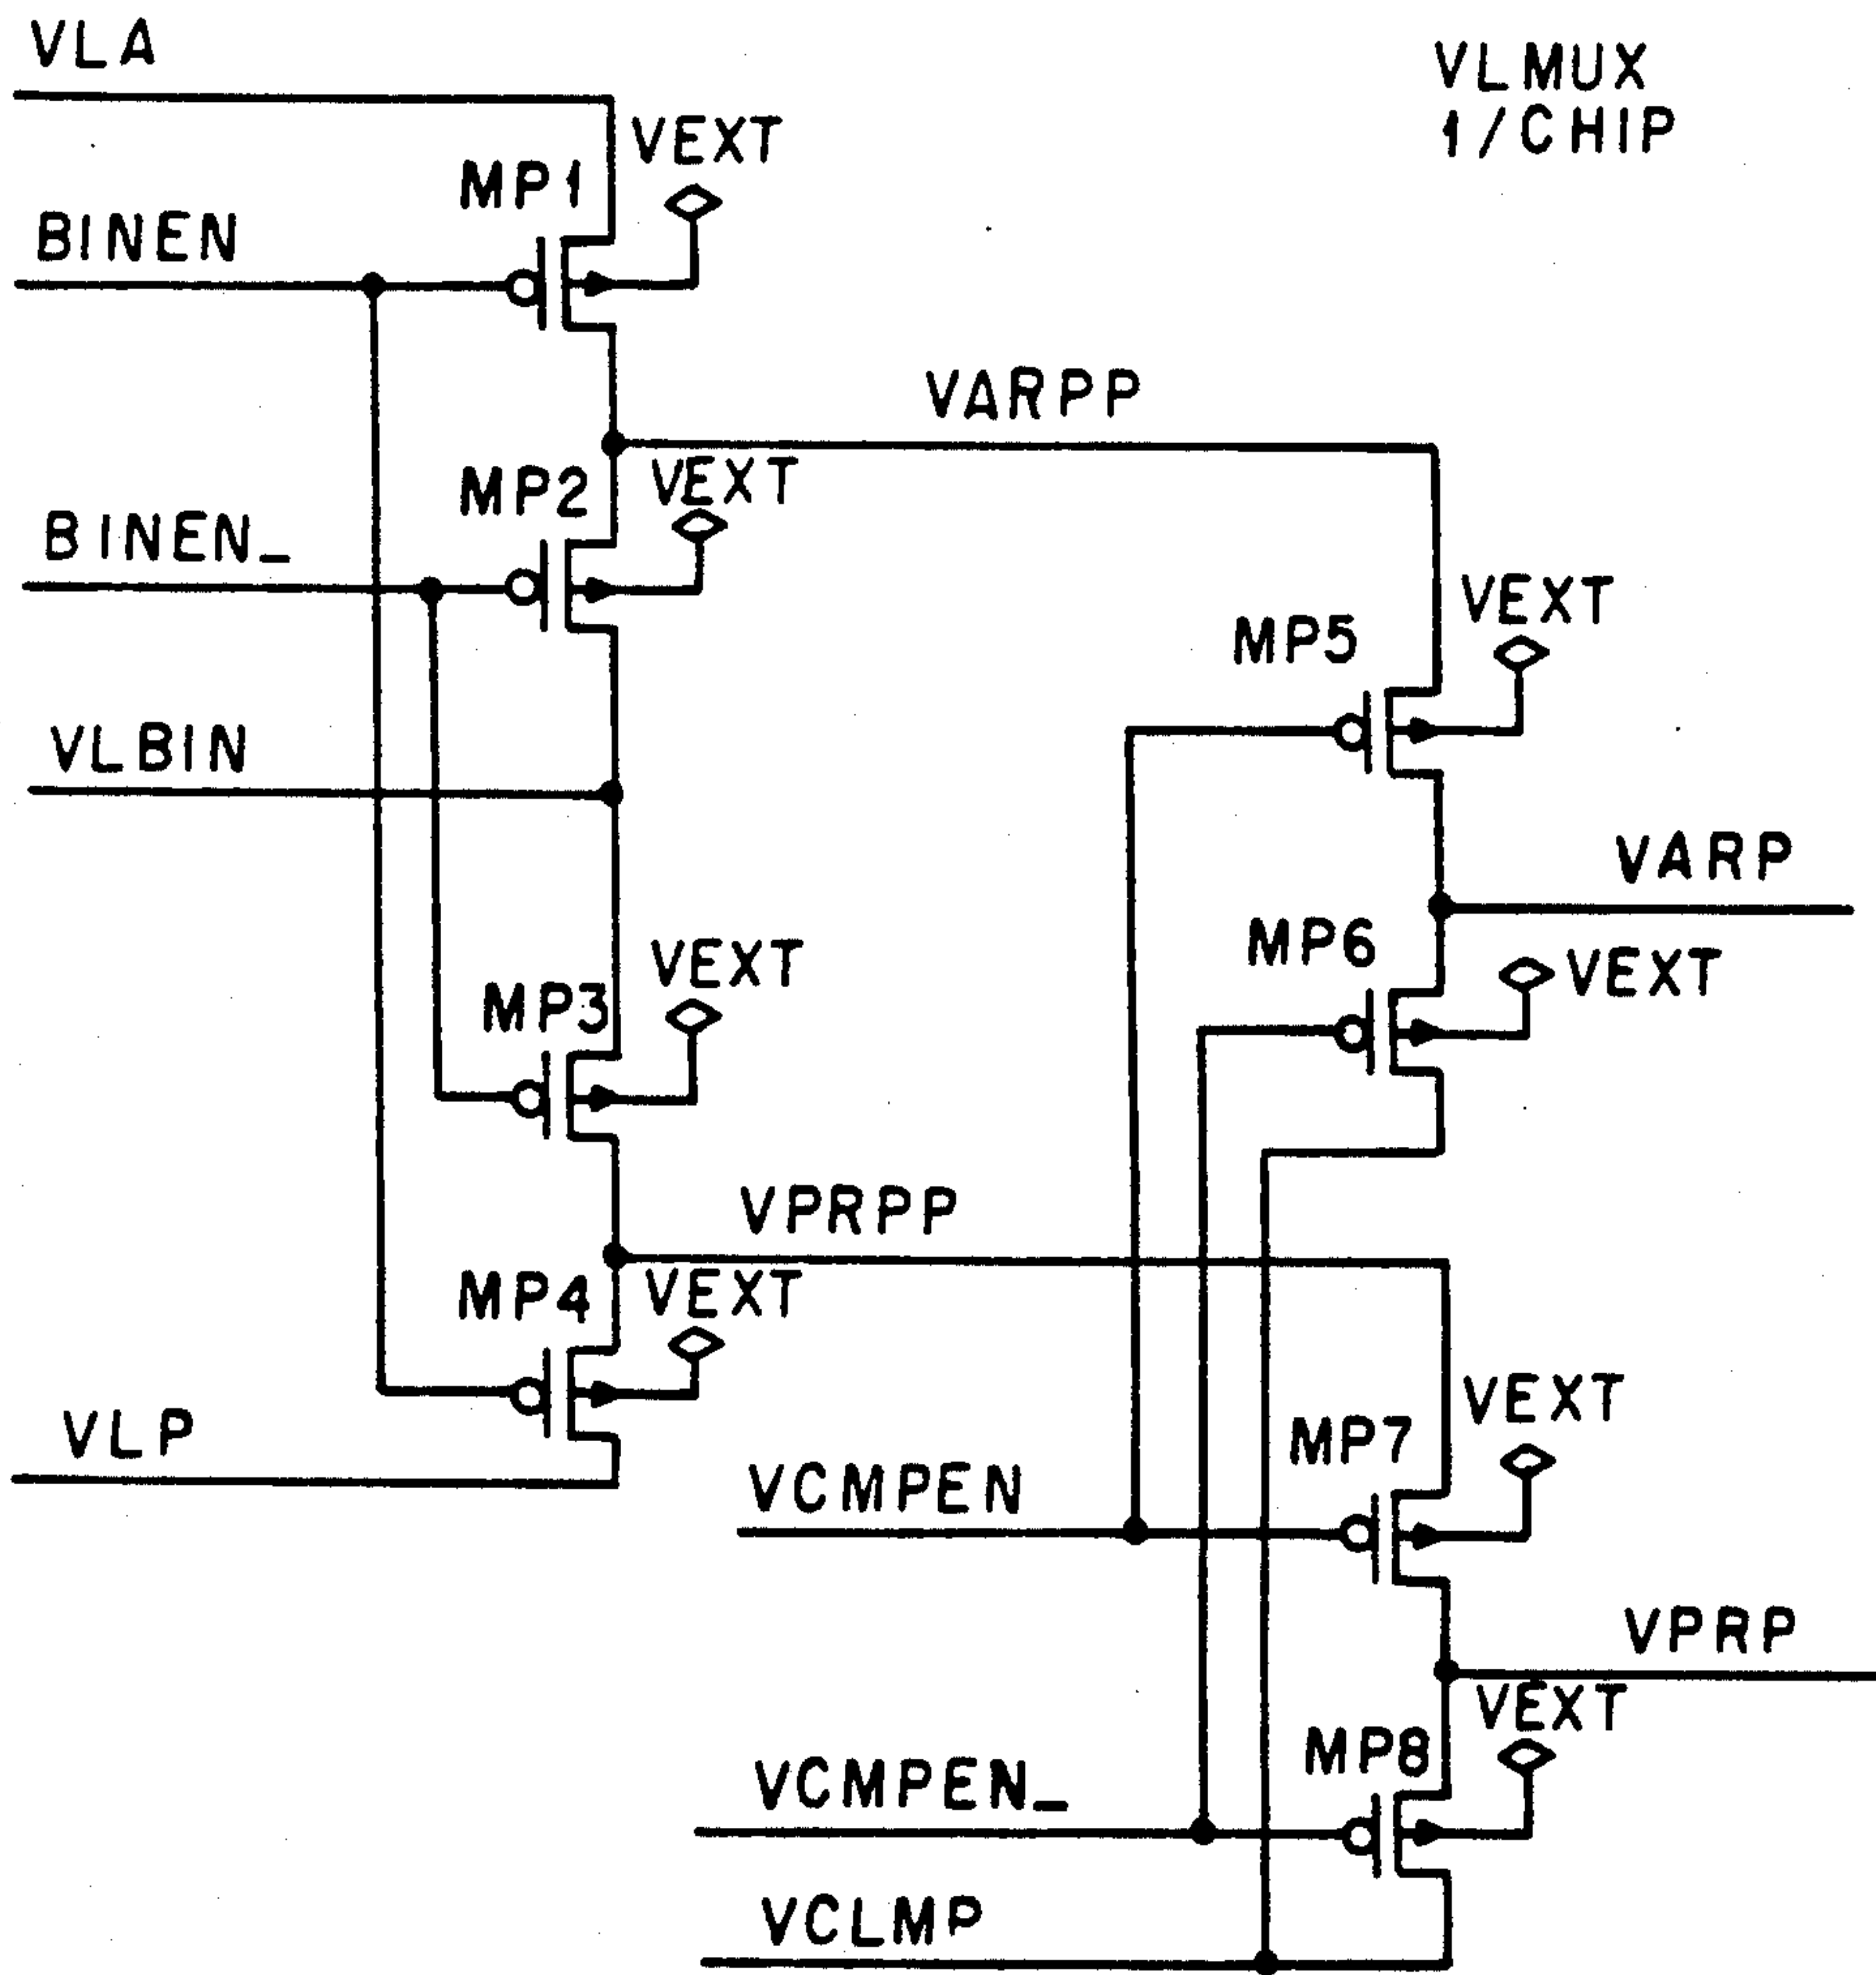 VLA
VLMUX
1/CHIP
VEXT
MP1
BINEN
VARPP
MP2
VEXT
BINEN_
VEXT
MP5
VLBIN
VARP
MP6
VEXT
VEXT
MP3
VPRPP
MP4
VEXT
VEXT
VLP
MP7
VCMPEN
VPRP
VEXT
MP8
VCMPEN_
VCLMP